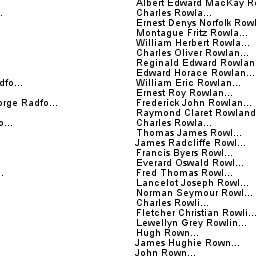 Albert Edward MacKay R
Charles Rowla...
Ernest Denys Norfolk Rowl
Montague Fritz Rowla...
William Herbert Rowla...
Charles Oliver Rowlan...
Reginald Edward Rowlan
Edward Horace Rowlan...
dfo... William Eric Rowlan...
Ernest Roy Rowlan...
orge Radfo... Frederick John Rowlan...
Raymond Claret Rowland
o... Charles Rowla...
Thomas James Rowl...
James Radcliffe Rowl...
Francis Byers Rowl...
Everard Oswald Rowl...
Fred Thomas Rowl...
Lancelot Joseph Rowl...
Norman Seymour Rowl...
Charles Rowli...
Fletcher Christian Rowli...
Lewellyn Grey Rowlin...
Hugh Rown...
James Hughie Rown...
John Rown...